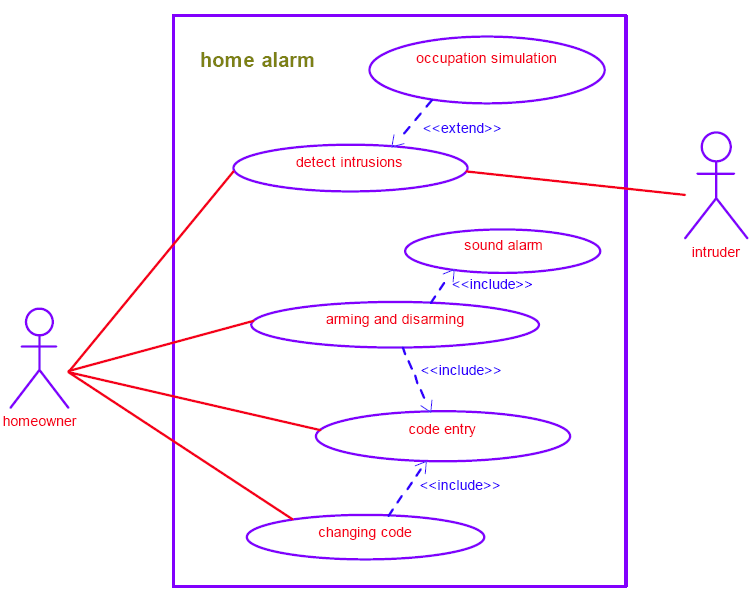 home alarm
occupation simulation
<<extend>>
detect intrusions
intruder
sound alarm
<<include>>
arming and disarming
<<include>>
homeowner
code entry
<<include>>
changing code